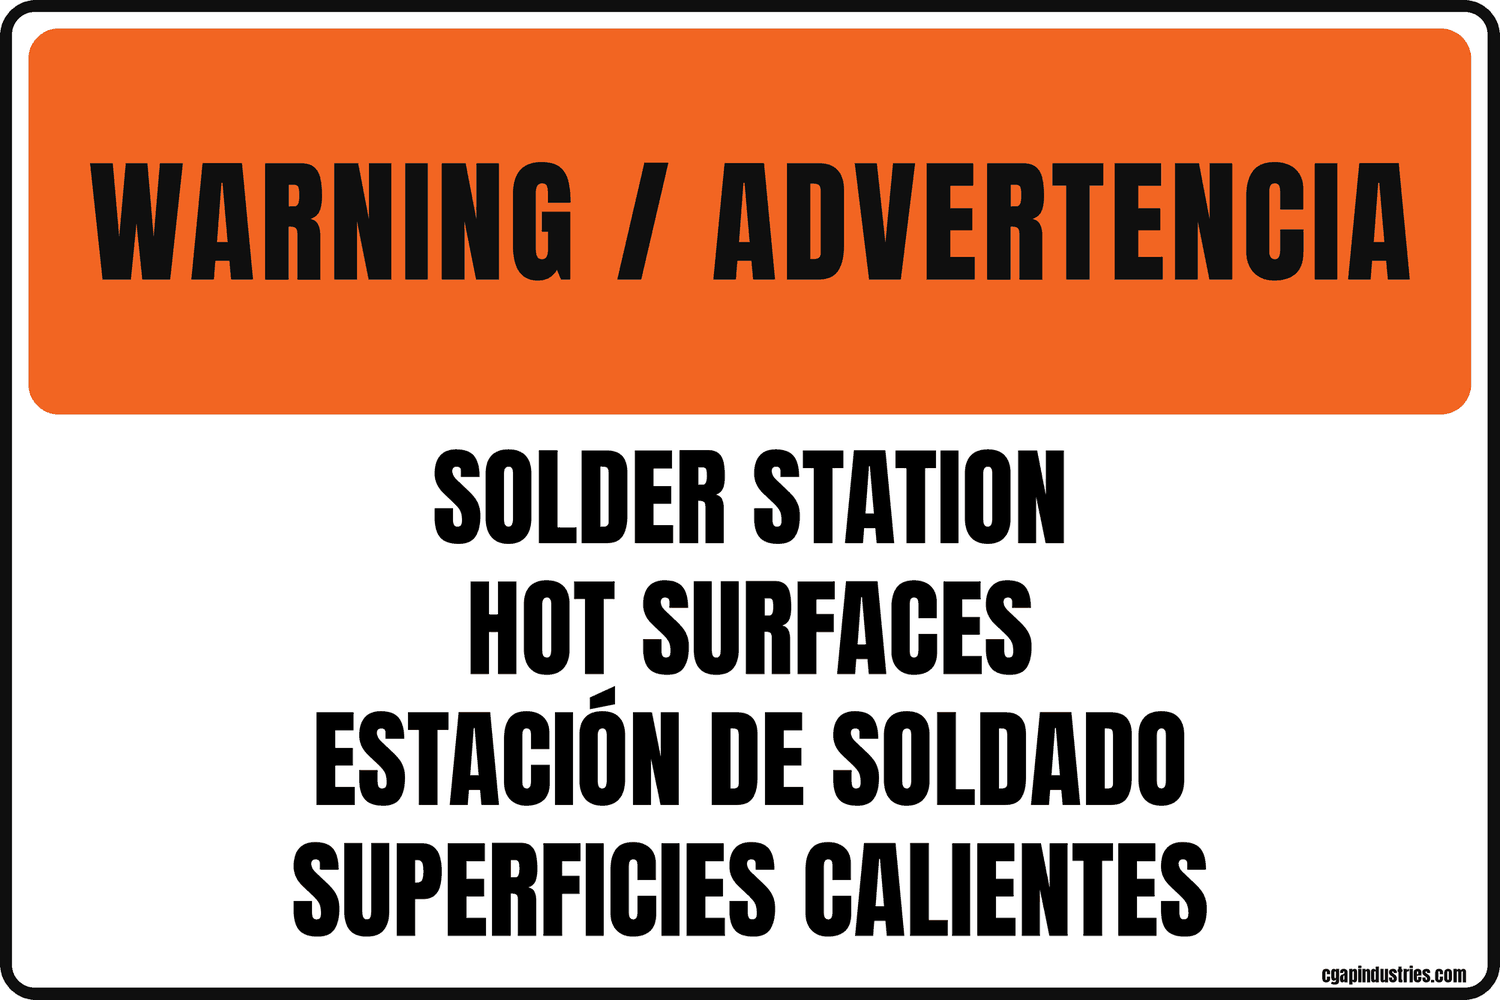 WARNING / ADVERTENCIA
SOLDER STATION
HOT SURFACES
ESTACIÓN DE SOLDADO
SUPERFICIES CALIENTES
cgapindustries.com